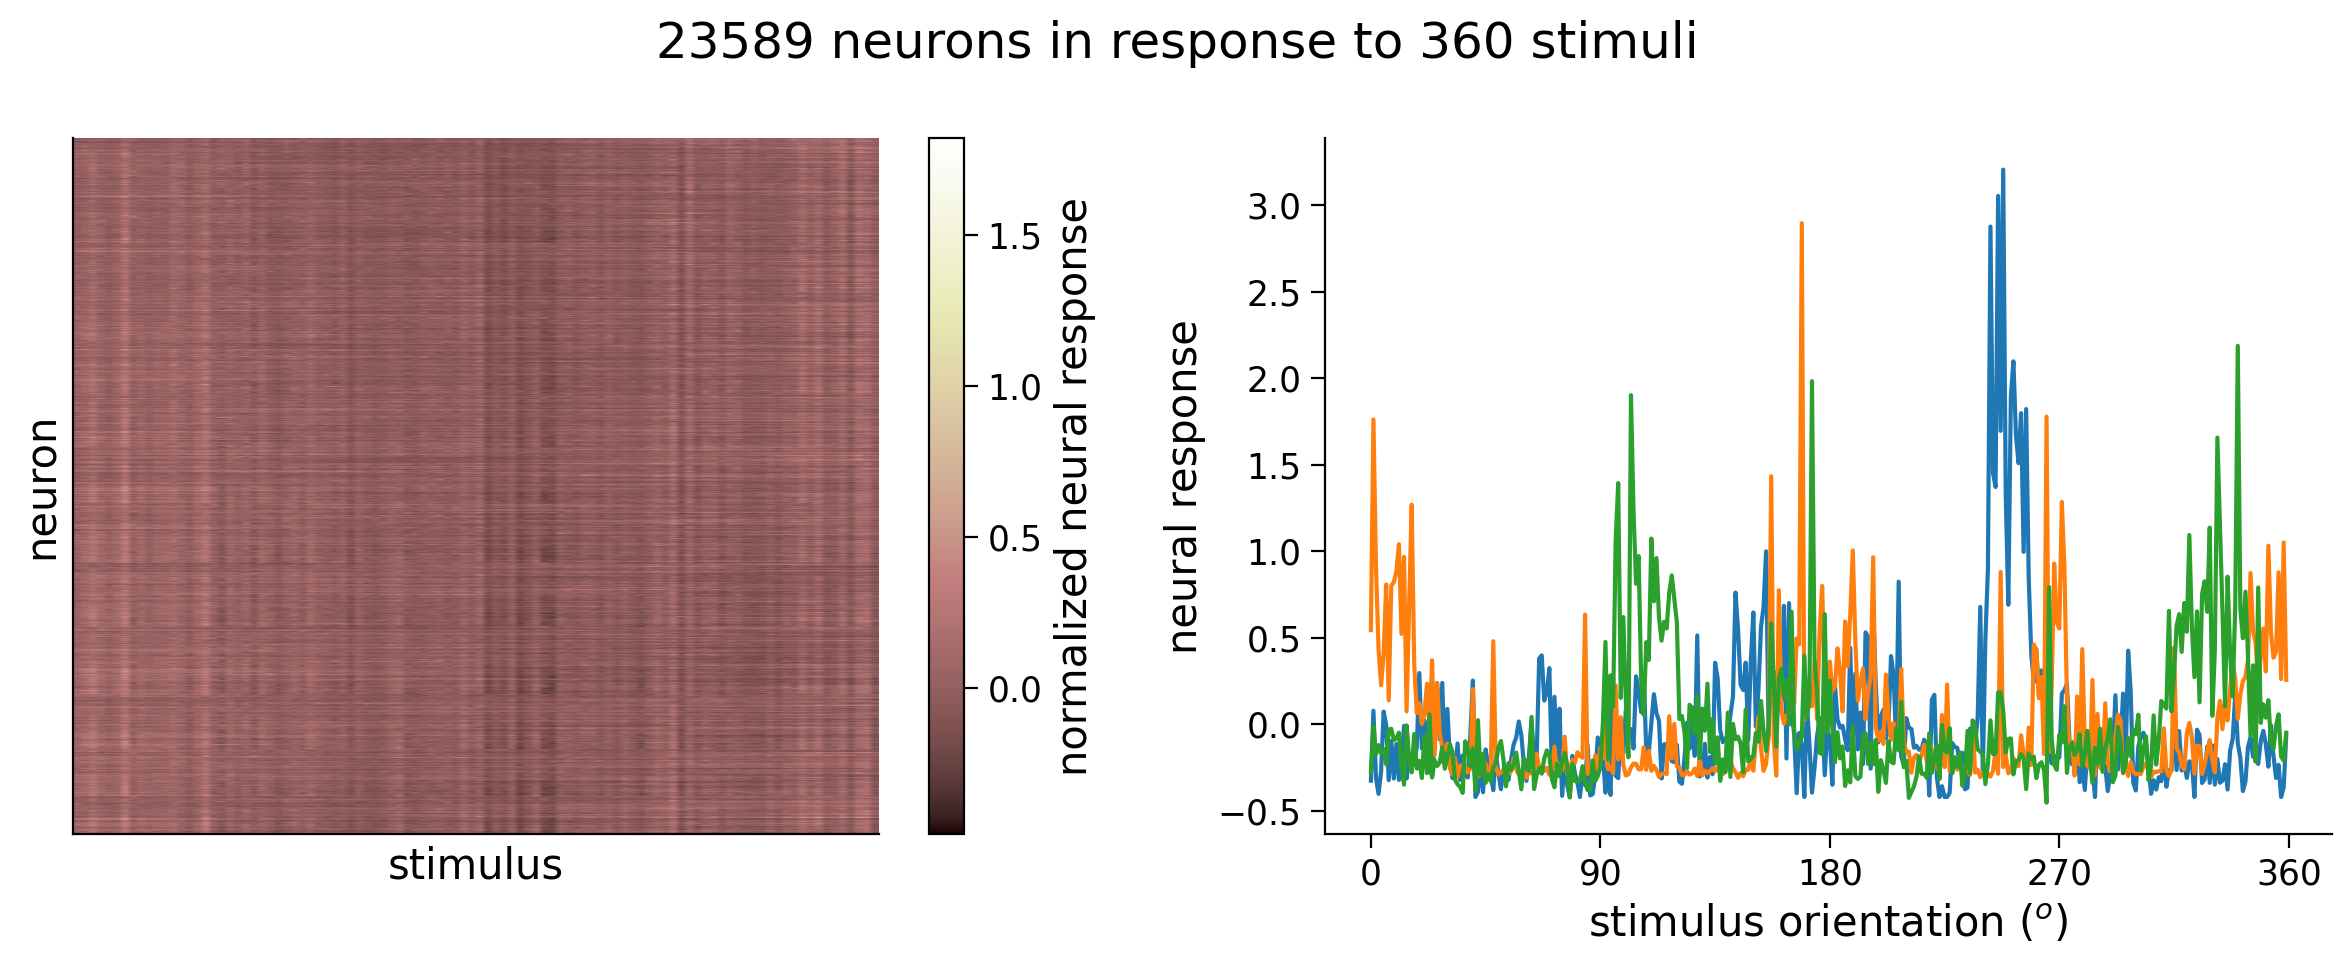 23589 neurons in response to 360 stimuli
neuron
stimulus
1.5
1.0
0.5
0.0
normalized neural response
neural response
3.0
2.5
2.0
1.5
1.0
0.5
0.0
−0.5
0 90 180 270 360
stimulus orientation (o)